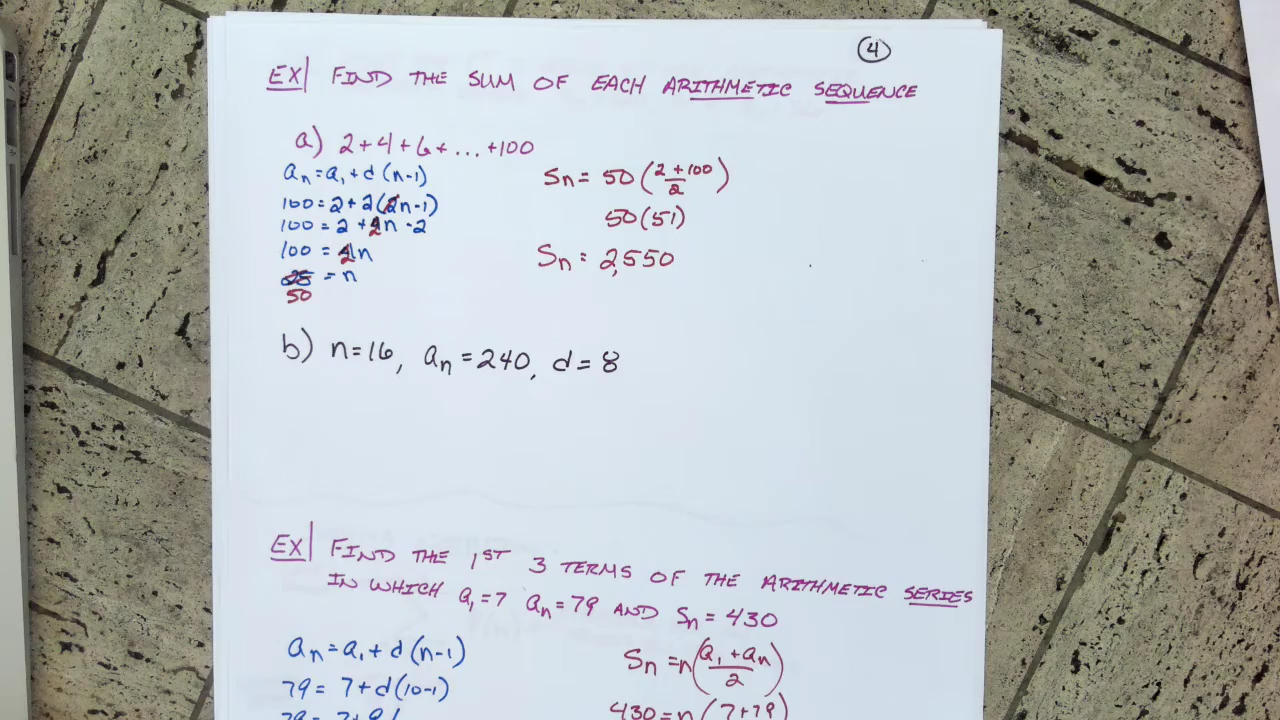 4
EX| FIND THE SUM OF EACH ARITHMETIC SEQUENCE
a) 2+4+6+...+100
an = a1 + d(n-1)
100 = 2 + 2(n-1)
100 = 2 + 2n - 2
100 = 2n
= n
50
Sn = 50(2+100/2)
50(51)
Sn = 2,550
b) n=16, an = 240, d = 8
EX| FIND THE 1ST 3 TERMS OF THE ARITHMETIC SERIES
IN WHICH a1=7 an=79 AND Sn=430
an = a1 + d(n-1)
79 = 7+d(10-1)
Sn = n(a1+an/2)
430 = n(7+79)